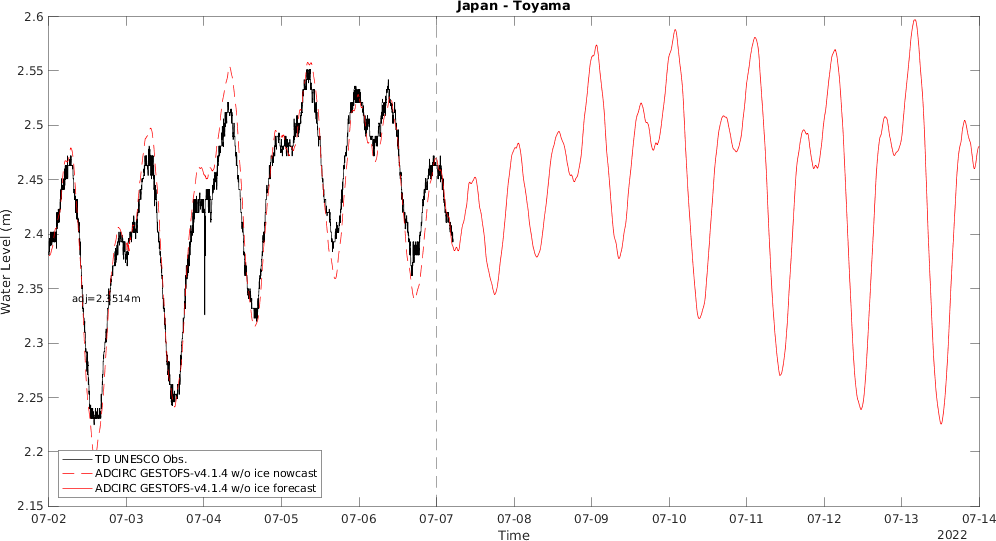 Japan - Toyama
Water Level (m)
2.6
2.55
2.5
2.45
2.4
2.35
2.3
2.25
2.2
2.15
adj=2.3514m
TD UNESCO Obs.
ADCIRC GESTOFS-v4.1.4 w/o ice nowcast
ADCIRC GESTOFS-v4.1.4 w/o ice forecast
07-02 07-03 07-04 07-05 07-06 07-07 07-08 07-09 07-10 07-11 07-12 07-13 07-14
Time
2022